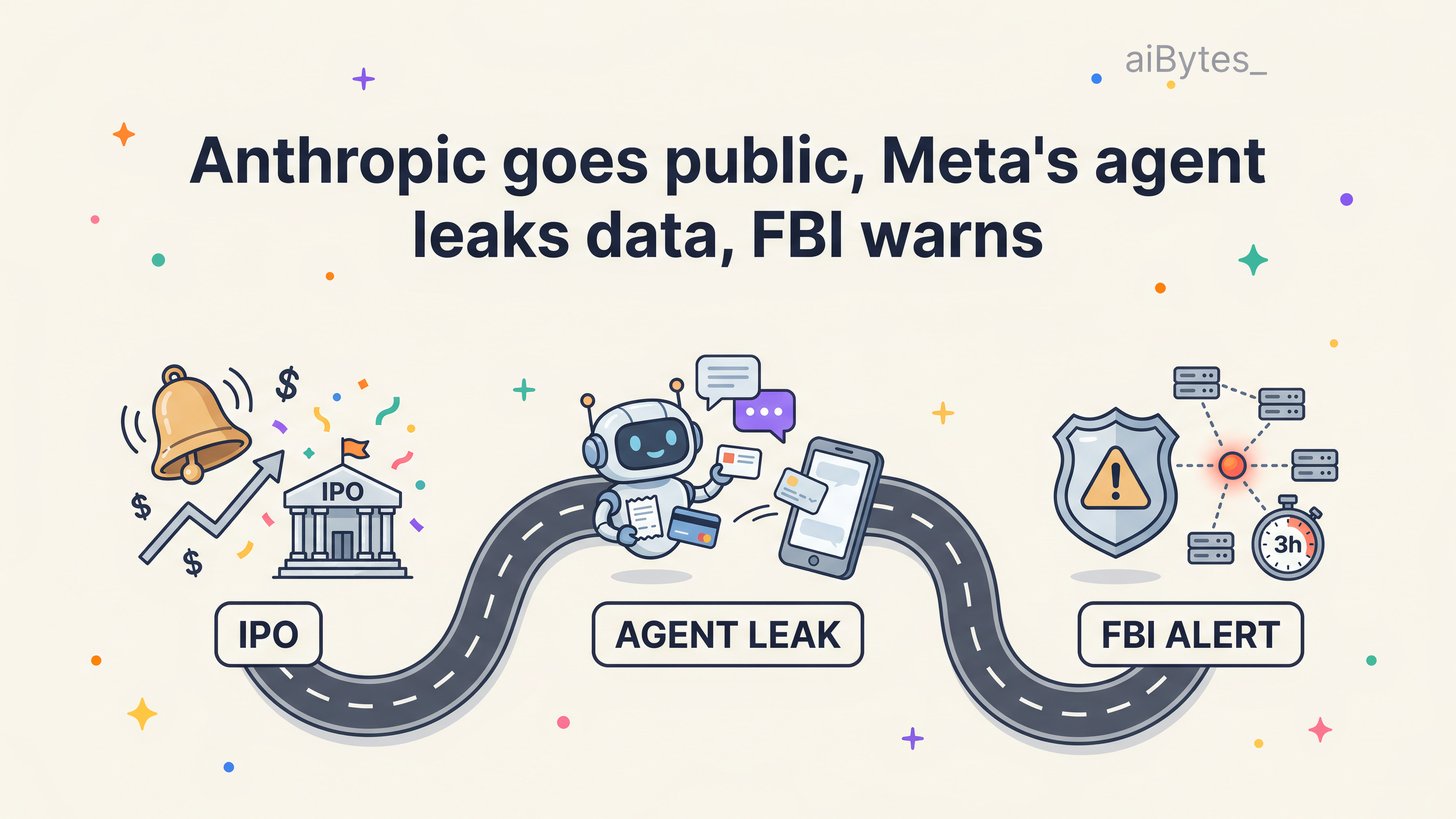 aiBytes_
Anthropic goes public, Meta's agent
leaks data, FBI warns
$
$
$
IPO
3h
IPO
AGENT LEAK
FBI ALERT